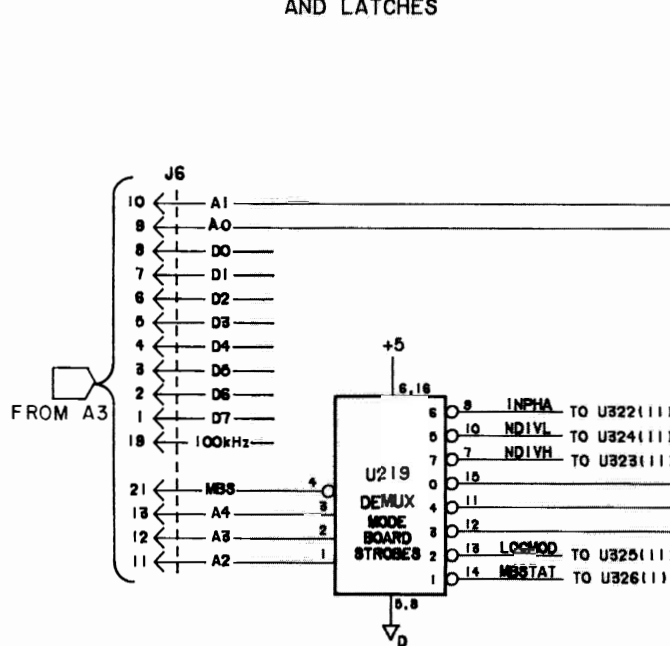 AND LATCHES
J6
10 A1
9 A0
8 D0
7 D1
6 D2
5 D3
4 D4
3 D5
2 D6
1 D7
19 100kHz
21 MBS
13 A4
12 A3
11 A2
FROM A3
+5
6,16
4
3
2
1
U219
DEMUX
MODE
BOARD
STROBES
6 9 INPHA TO U322(11)
5 10 NDIVL TO U324(11)
7 7 NDIVH TO U323(11)
0 15
4 11
3 12
2 13 LOCMOD TO U325(11)
1 14 MBSTAT TO U326(1)
5,8
D